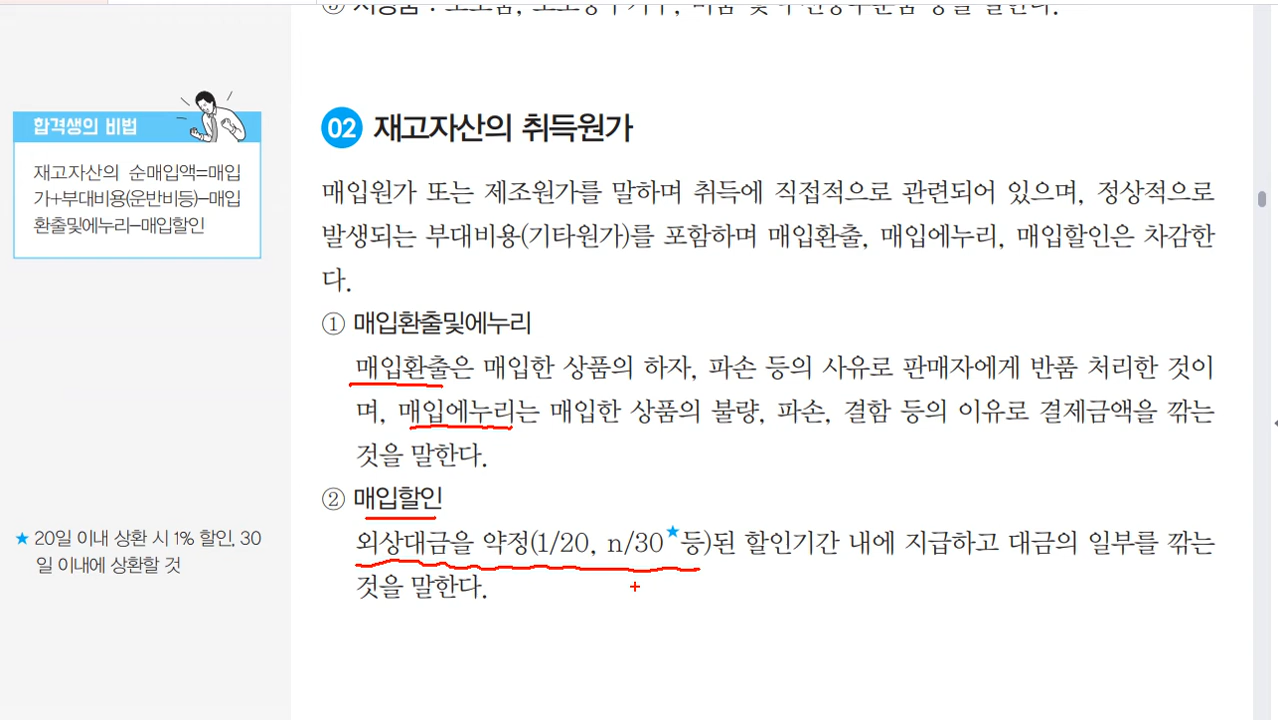 02 재고자산의 취득원가
합격생의 비법
재고자산의 순매입액=매입
가+부대비용(운반비등)-매입
환출및에누리-매입할인
매입원가 또는 제조원가를 말하며 취득에 직접적으로 관련되어 있으며, 정상적으로
발생되는 부대비용(기타원가)를 포함하며 매입환출, 매입에누리, 매입할인은 차감한
다.
① 매입환출및에누리
매입환출은 매입한 상품의 하자, 파손 등의 사유로 판매자에게 반품 처리한 것이
며, 매입에누리는 매입한 상품의 불량, 파손, 결함 등의 이유로 결제금액을 깎는
것을 말한다.
② 매입할인
외상대금을 약정(1/20, n/30★등)된 할인기간 내에 지급하고 대금의 일부를 깎는
것을 말한다.
★ 20일 이내 상환 시 1% 할인, 30
일 이내에 상환할 것